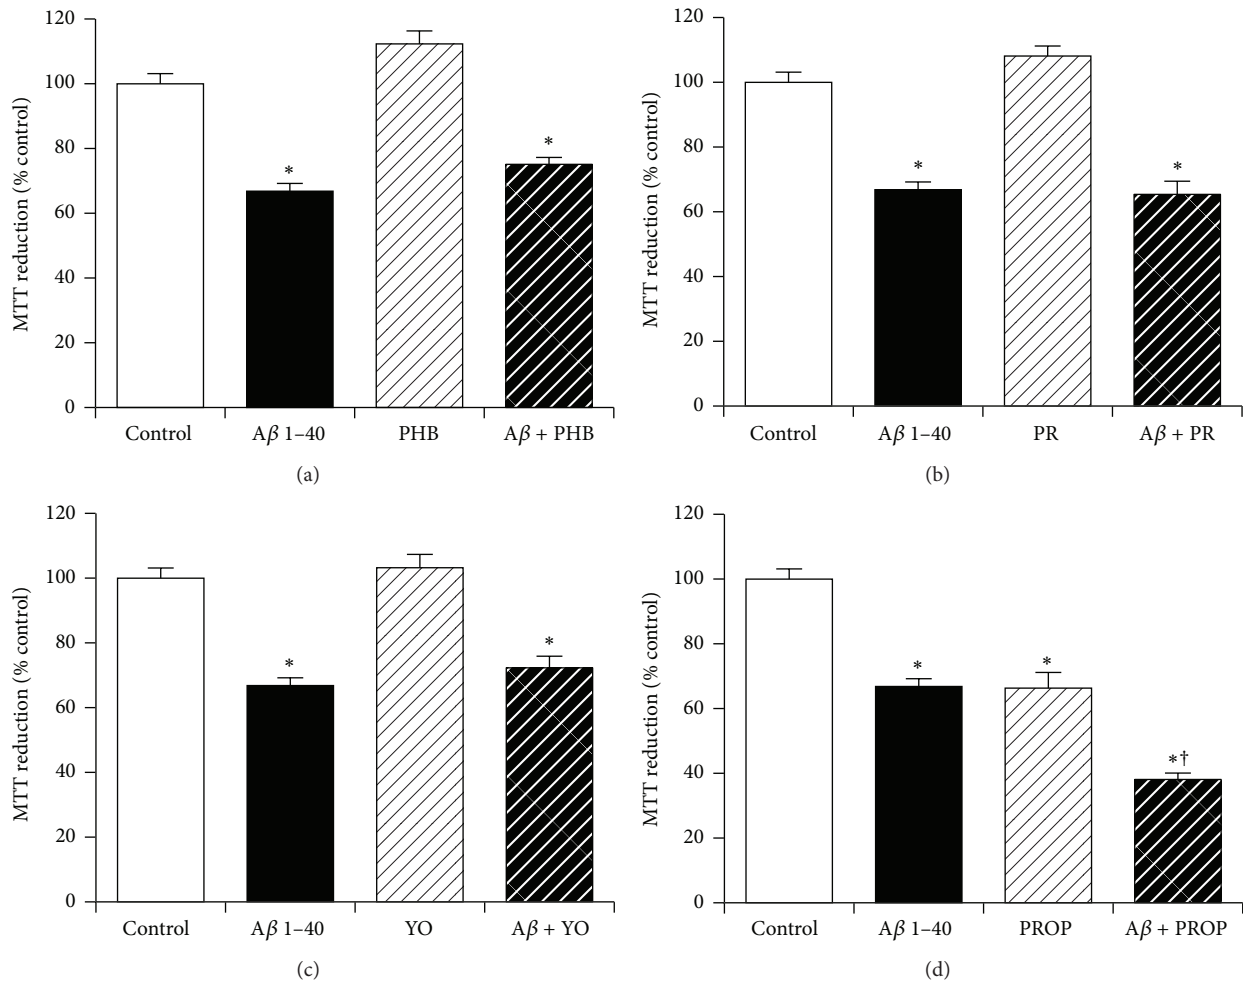 120
100
80
60
40
20
0
MTT reduction (% control)
*
*
Control
Aβ 1–40
PHB
Aβ + PHB
(a)
120
100
80
60
40
20
0
MTT reduction (% control)
*
*
Control
Aβ 1–40
PR
Aβ + PR
(b)
120
100
80
60
40
20
0
MTT reduction (% control)
*
*
Control
Aβ 1–40
YO
Aβ + YO
(c)
120
100
80
60
40
20
0
MTT reduction (% control)
*
*
*†
Control
Aβ 1–40
PROP
Aβ + PROP
(d)